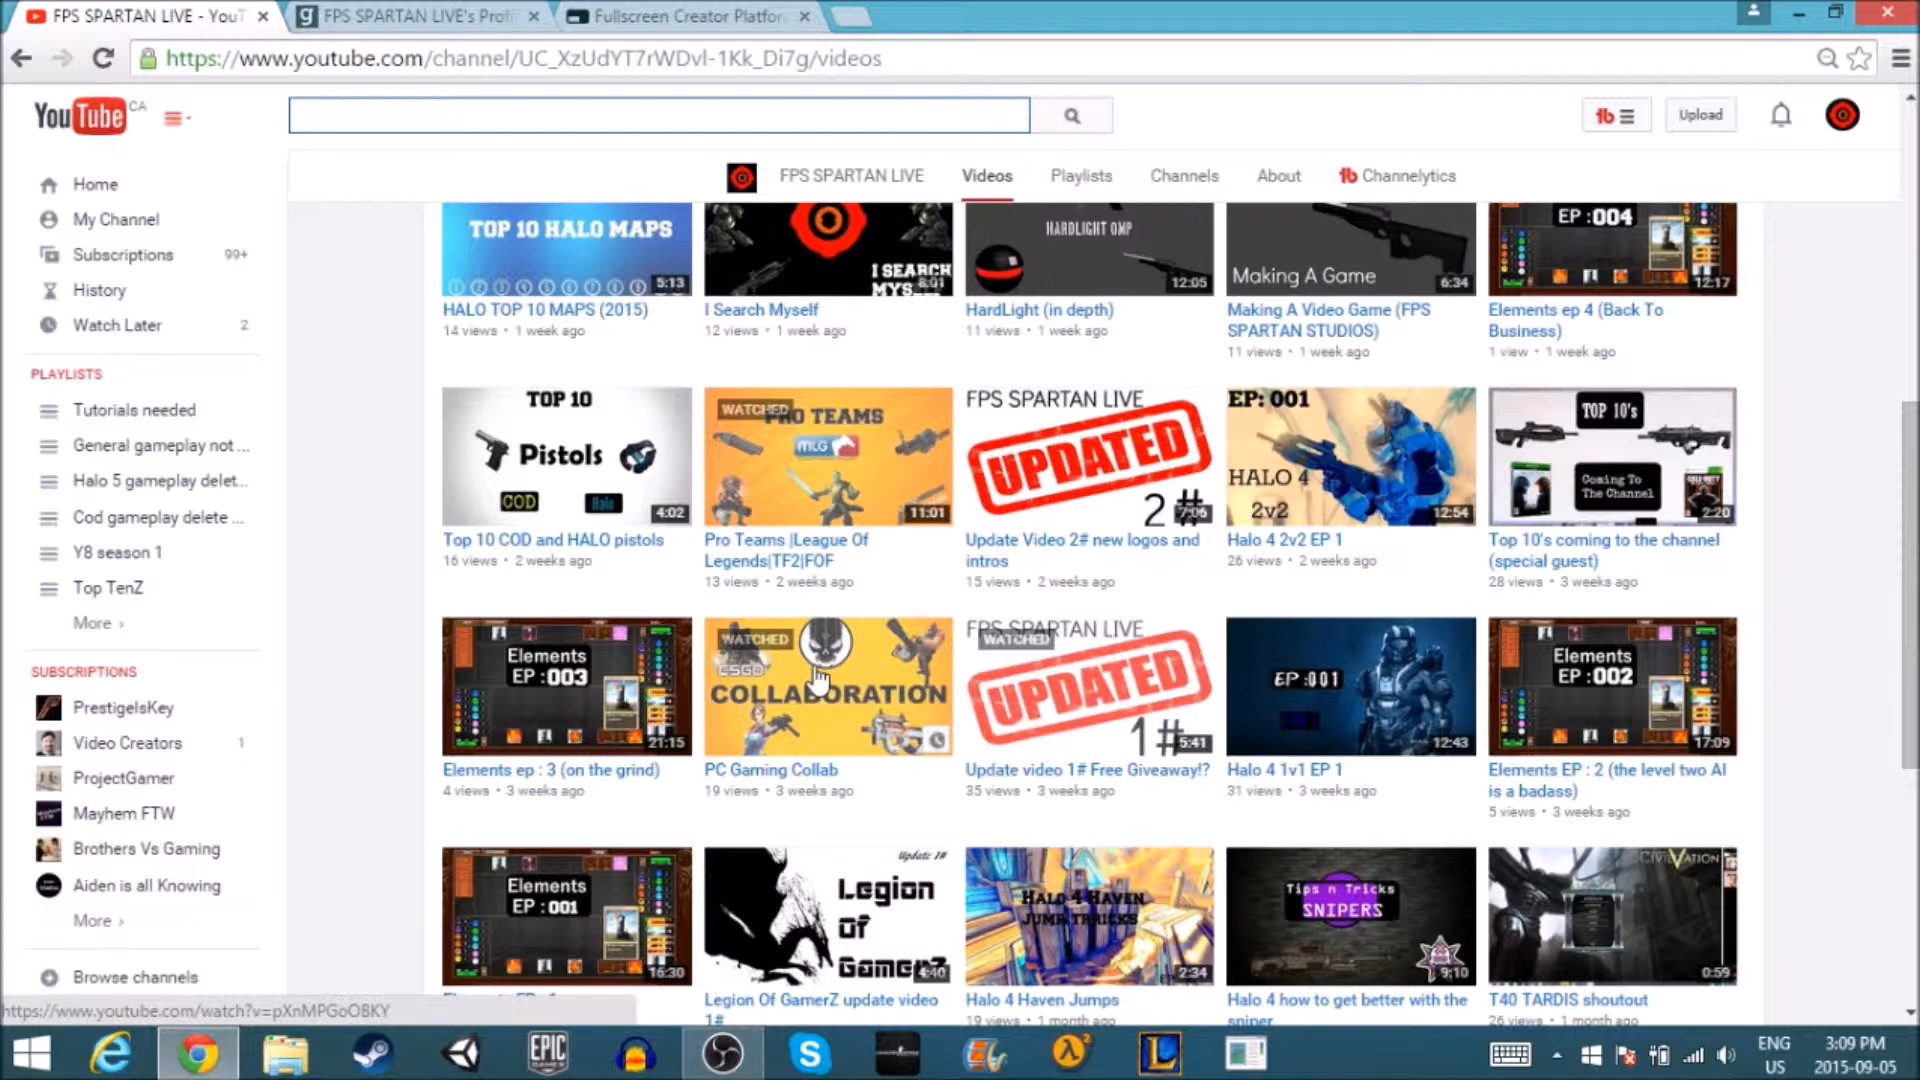 FPS SPARTAN LIVE - YouT
FPS SPARTAN LIVE's Profi
Fullscreen Creator Platfor
https://www.youtube.com/channel/UC_XzUdYT7rWDvl-1Kk_Di7g/videos
YouTube CA
Upload
FPS SPARTAN LIVE Videos Playlists Channels About Channelytics
Home
My Channel
Subscriptions 99+
History
Watch Later 2
PLAYLISTS
Tutorials needed
General gameplay not ...
Halo 5 gameplay delet...
Cod gameplay delete ...
Y8 season 1
Top TenZ
More ›
SUBSCRIPTIONS
PrestigeIsKey
Video Creators 1
ProjectGamer
Mayhem FTW
Brothers Vs Gaming
Aiden is all Knowing
More ›
Browse channels
https://www.youtube.com/watch?v=pXnMPGoOBKY
TOP 10 HALO MAPS
5:13
HALO TOP 10 MAPS (2015)
14 views • 1 week ago
I SEARCH
I Search Myself
12 views • 1 week ago
HARDLIGHT OMP
12:05
HardLight (in depth)
11 views • 1 week ago
Making A Game
6:34
Making A Video Game (FPS
SPARTAN STUDIOS)
11 views • 1 week ago
EP :004
12:17
Elements ep 4 (Back To
Business)
1 view • 1 week ago
TOP 10
Pistols
COD
Halo
4:02
Top 10 COD and HALO pistols
16 views • 2 weeks ago
WATCHED
PRO TEAMS
MLG
11:01
Pro Teams |League Of
Legends|TF2|FOF
13 views • 2 weeks ago
FPS SPARTAN LIVE
UPDATED
2 #
7:06
Update Video 2# new logos and
intros
15 views • 2 weeks ago
EP: 001
HALO 4
2v2
12:54
Halo 4 2v2 EP 1
26 views • 2 weeks ago
TOP 10's
Coming To
The Channel
2:20
Top 10's coming to the channel
(special guest)
28 views • 3 weeks ago
Elements
EP :003
21:15
Elements ep : 3 (on the grind)
4 views • 3 weeks ago
WATCHED
CSGO
COLLABORATION
PC Gaming Collab
19 views • 3 weeks ago
FPS SPARTAN LIVE
WATCHED
UPDATED
1#
5:41
Update video 1# Free Giveaway!?
35 views • 3 weeks ago
EP :001
12:43
Halo 4 1v1 EP 1
31 views • 3 weeks ago
Elements
EP :002
17:09
Elements EP : 2 (the level two AI
is a badass)
5 views • 3 weeks ago
Elements
EP :001
16:30
Update 1#
Legion
Of
GamerZ
4:40
Legion Of GamerZ update video
1#
Halo 4 Haven
Jump Tricks
2:34
Halo 4 Haven Jumps
19 views • 1 month ago
Tips n Tricks
SNIPERS
9:10
Halo 4 how to get better with the
sniper
CIVILIZATION
0:59
T40 TARDIS shoutout
26 views • 1 month ago
EPIC
GAMES
ENG
US
3:09 PM
2015-09-05